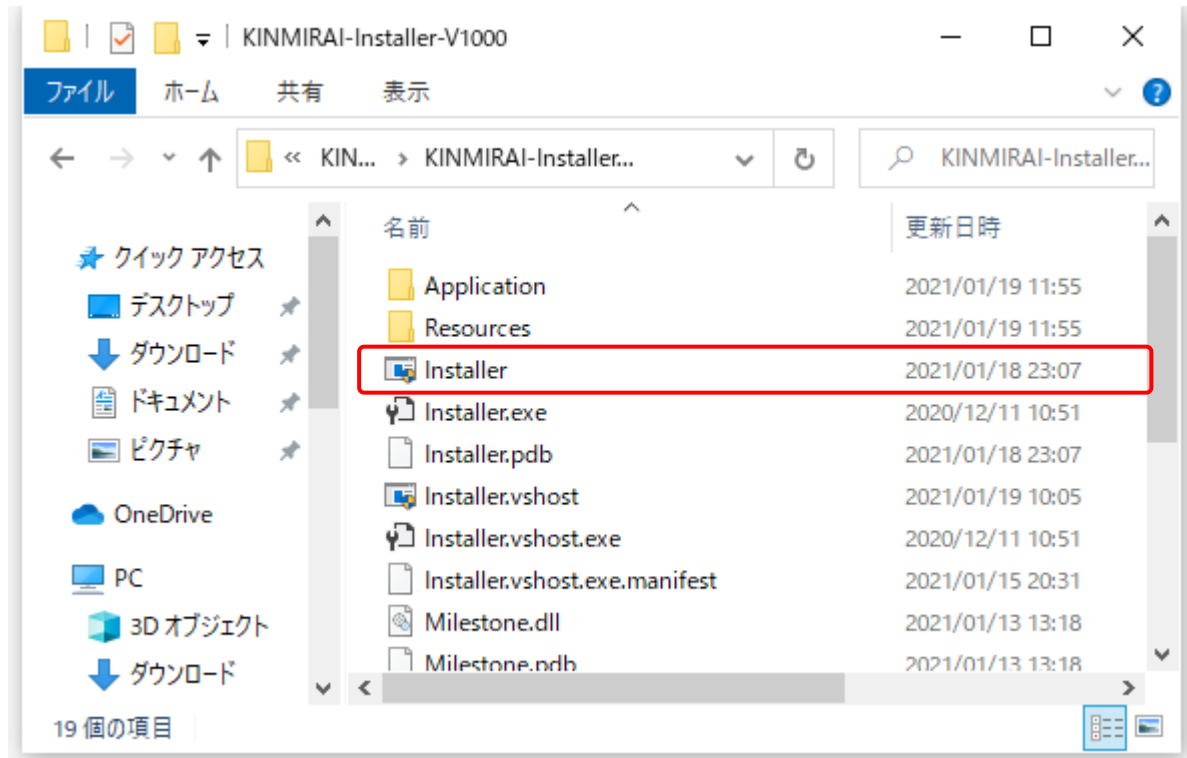 KINMIRAI-Installer-V1000
ファイル ホーム 共有 表示
« KIN... › KINMIRAI-Installer... KINMIRAI-Installer...
名前 更新日時
クイック アクセス
デスクトップ
ダウンロード
ドキュメント
ピクチャ
OneDrive
PC
3D オブジェクト
ダウンロード
Application 2021/01/19 11:55
Resources 2021/01/19 11:55
Installer 2021/01/18 23:07
Installer.exe 2020/12/11 10:51
Installer.pdb 2021/01/18 23:07
Installer.vshost 2021/01/19 10:05
Installer.vshost.exe 2020/12/11 10:51
Installer.vshost.exe.manifest 2021/01/15 20:31
Milestone.dll 2021/01/13 13:18
Milestone.pdb 2021/01/13 13:18
19 個の項目